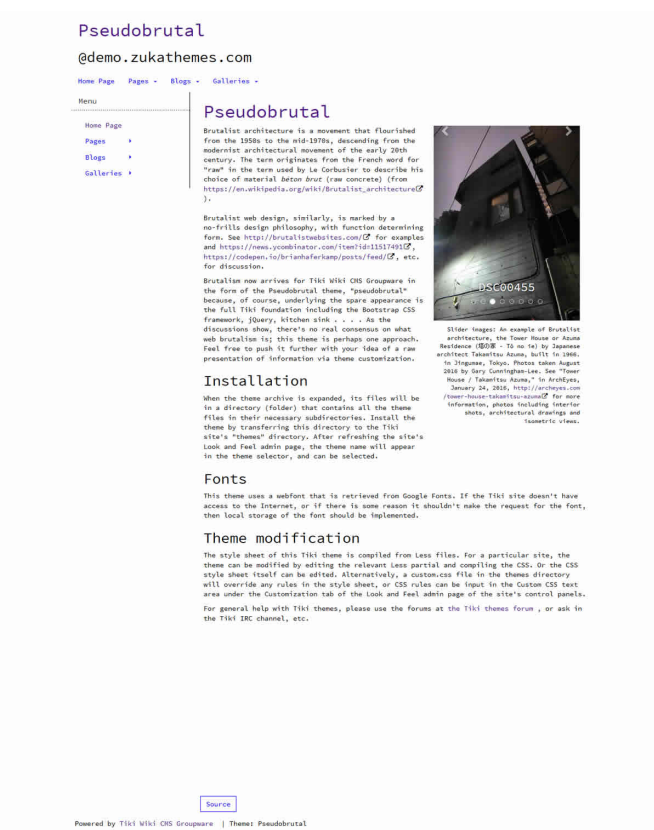 Pseudobrutal
@demo.zukathemes.com
Home Page Pages Blogs Galleries
Menu
Home Page
Pages
Blogs
Galleries
Pseudobrutal
Brutalist architecture is a movement that flourished
from the 1950s to the mid-1970s, descending from the
modernist architectural movement of the early 20th
century. The term originates from the French word for
"raw" in the term used by Le Corbusier to describe his
choice of material béton brut (raw concrete) (from
https://en.wikipedia.org/wiki/Brutalist_architecture
).
Brutalist web design, similarly, is marked by a
no-frills design philosophy, with function determining
form. See http://brutalistwebsites.com/ for examples
and https://news.ycombinator.com/item?id=11517491,
https://codepen.io/brianhaferkamp/posts/feed/, etc.
for discussion.
Brutalism now arrives for Tiki Wiki CMS Groupware in
the form of the Pseudobrutal theme, "pseudobrutal"
because, of course, underlying the spare appearance is
the full Tiki foundation including the Bootstrap CSS
framework, jQuery, kitchen sink . . . . As the
discussions show, there's no real consensus on what
web brutalism is; this theme is perhaps one approach.
Feel free to push it further with your idea of a raw
presentation of information via theme customization.
DSC00455
Slider images: An example of Brutalist
architecture, the Tower House or Azuma
Residence (塔の家 - Tō no ie) by Japanese
architect Takamitsu Azuma, built in 1966.
in Jingumae, Tokyo. Photos taken August
2016 by Gary Cunningham-Lee. See "Tower
House / Takamitsu Azuma," in ArchEyes,
January 24, 2016, http://archeyes.com
/tower-house-takamitsu-azuma for more
information, photos including interior
shots, architectural drawings and
isometric views.
Installation
When the theme archive is expanded, its files will be
in a directory (folder) that contains all the theme
files in their necessary subdirectories. Install the
theme by transferring this directory to the Tiki
site's "themes" directory. After refreshing the site's
Look and Feel admin page, the theme name will appear
in the theme selector, and can be selected.
Fonts
This theme uses a webfont that is retrieved from Google Fonts. If the Tiki site doesn't have
access to the Internet, or if there is some reason it shouldn't make the request for the font,
then local storage of the font should be implemented.
Theme modification
The style sheet of this Tiki theme is compiled from Less files. For a particular site, the
theme can be modified by editing the relevant Less partial and compiling the CSS. Or the CSS
style sheet itself can be edited. Alternatively, a custom.css file in the themes directory
will override any rules in the style sheet, or CSS rules can be input in the Custom CSS text
area under the Customization tab of the Look and Feel admin page of the site's control panels.
For general help with Tiki themes, please use the forums at the Tiki themes forum , or ask in
the Tiki IRC channel, etc.
Source
Powered by Tiki Wiki CMS Groupware | Theme: Pseudobrutal